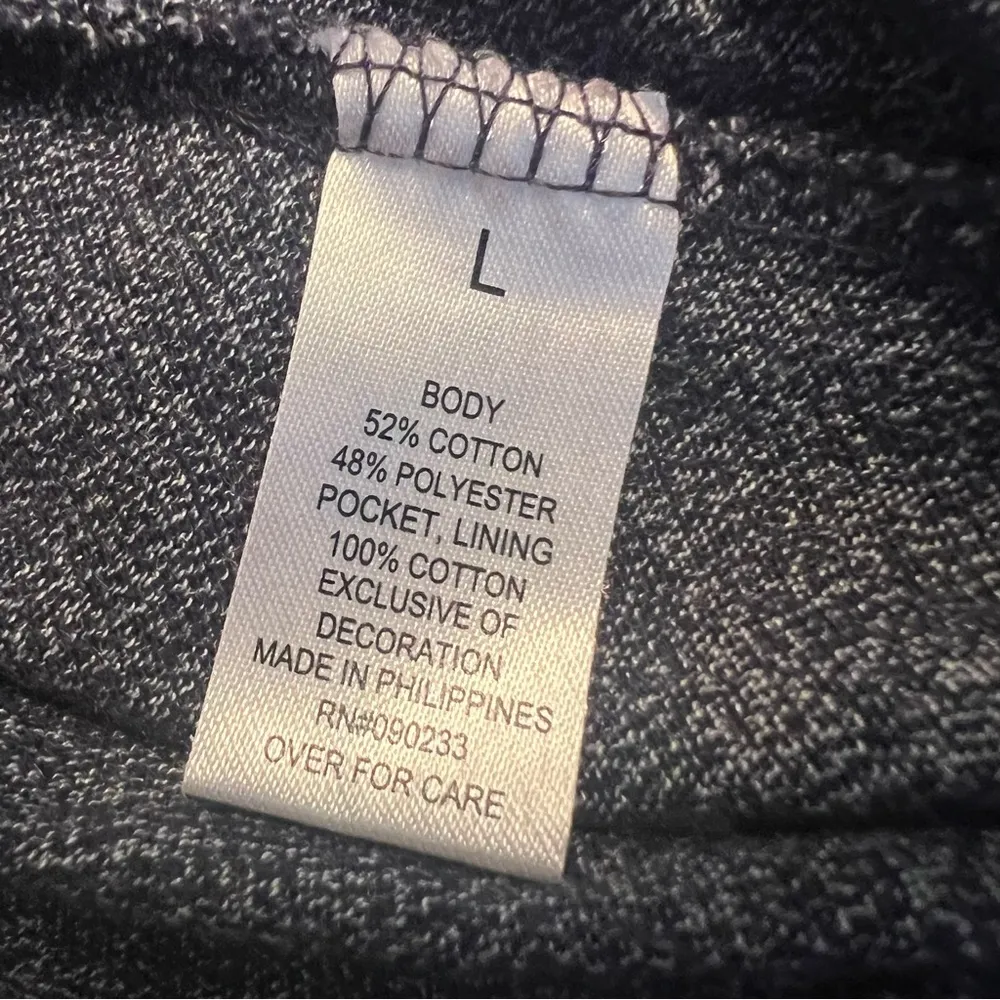 L
BODY
52% COTTON
48% POLYESTER
POCKET, LINING
100% COTTON
EXCLUSIVE OF
DECORATION
MADE IN PHILIPPINES
RN#090233
OVER FOR CARE